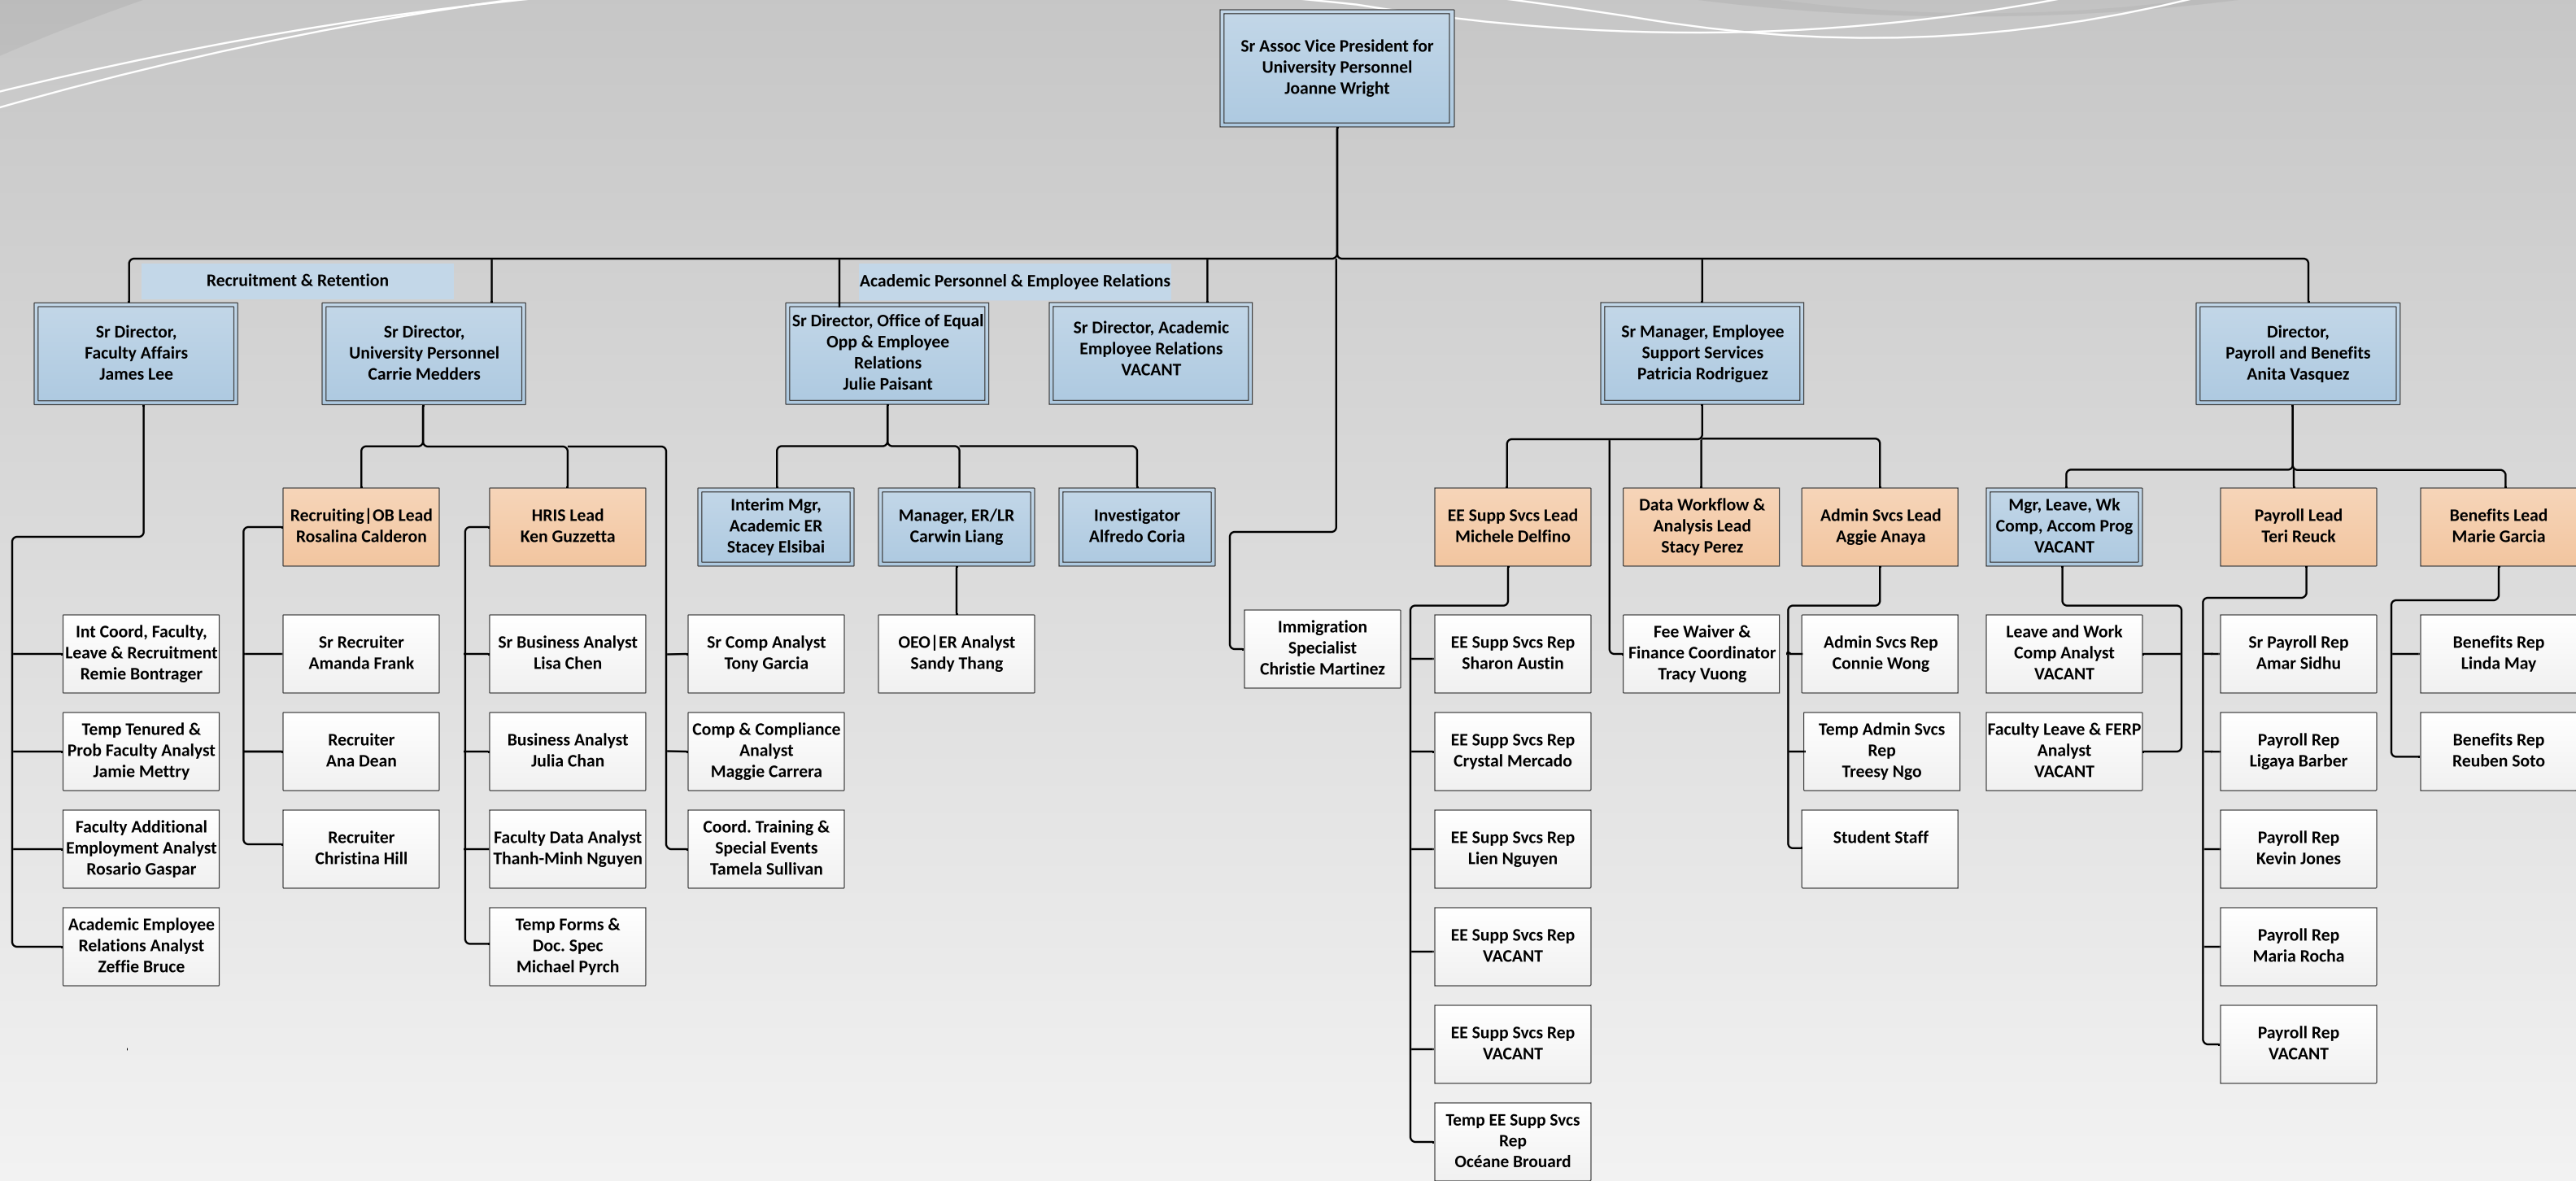 Sr Assoc Vice President for
University Personnel
Joanne Wright
Recruitment & Retention
Academic Personnel & Employee Relations
Sr Director,
Faculty Affairs
James Lee
Sr Director,
University Personnel
Carrie Medders
Sr Director, Office of Equal
Opp & Employee
Relations
Julie Paisant
Sr Director, Academic
Employee Relations
VACANT
Sr Manager, Employee
Support Services
Patricia Rodriguez
Director,
Payroll and Benefits
Anita Vasquez
Recruiting|OB Lead
Rosalina Calderon
HRIS Lead
Ken Guzzetta
Interim Mgr,
Academic ER
Stacey Elsibai
Manager, ER/LR
Carwin Liang
Investigator
Alfredo Coria
EE Supp Svcs Lead
Michele Delfino
Data Workflow &
Analysis Lead
Stacy Perez
Admin Svcs Lead
Aggie Anaya
Mgr, Leave, Wk
Comp, Accom Prog
VACANT
Payroll Lead
Teri Reuck
Benefits Lead
Marie Garcia
Int Coord, Faculty,
Leave & Recruitment
Remie Bontrager
Sr Recruiter
Amanda Frank
Sr Business Analyst
Lisa Chen
Sr Comp Analyst
Tony Garcia
OEO|ER Analyst
Sandy Thang
Immigration
Specialist
Christie Martinez
EE Supp Svcs Rep
Sharon Austin
Fee Waiver &
Finance Coordinator
Tracy Vuong
Admin Svcs Rep
Connie Wong
Leave and Work
Comp Analyst
VACANT
Sr Payroll Rep
Amar Sidhu
Benefits Rep
Linda May
Temp Tenured &
Prob Faculty Analyst
Jamie Mettry
Recruiter
Ana Dean
Business Analyst
Julia Chan
Comp & Compliance
Analyst
Maggie Carrera
EE Supp Svcs Rep
Crystal Mercado
Temp Admin Svcs
Rep
Treesy Ngo
Faculty Leave & FERP
Analyst
VACANT
Payroll Rep
Ligaya Barber
Benefits Rep
Reuben Soto
Faculty Additional
Employment Analyst
Rosario Gaspar
Recruiter
Christina Hill
Faculty Data Analyst
Thanh-Minh Nguyen
Coord. Training &
Special Events
Tamela Sullivan
EE Supp Svcs Rep
Lien Nguyen
Student Staff
Payroll Rep
Kevin Jones
Academic Employee
Relations Analyst
Zeffie Bruce
Temp Forms &
Doc. Spec
Michael Pyrch
EE Supp Svcs Rep
VACANT
Payroll Rep
Maria Rocha
EE Supp Svcs Rep
VACANT
Payroll Rep
VACANT
Temp EE Supp Svcs
Rep
Océane Brouard